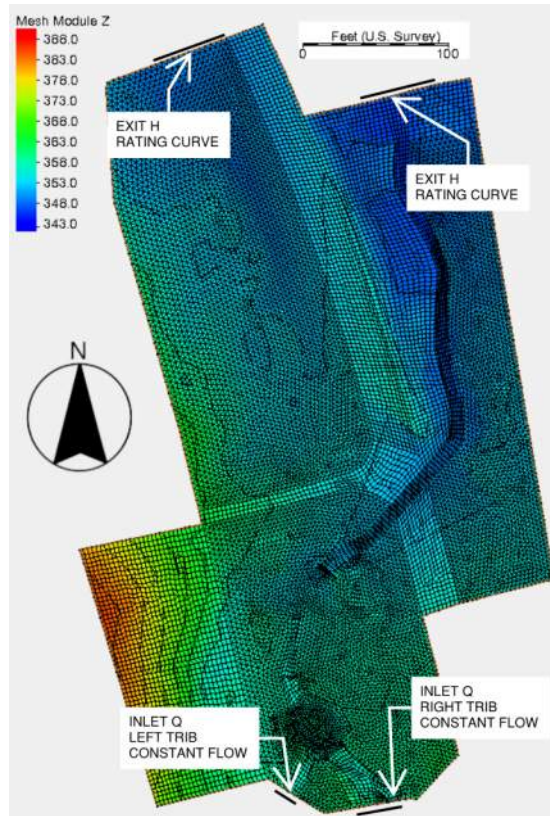 Mesh Module Z
388.0
383.0
378.0
373.0
368.0
363.0
358.0
353.0
348.0
343.0
Feet (U.S. Survey)
0 100
EXIT H
RATING CURVE
EXIT H
RATING CURVE
N
INLET Q
LEFT TRIB
CONSTANT FLOW
INLET Q
RIGHT TRIB
CONSTANT FLOW